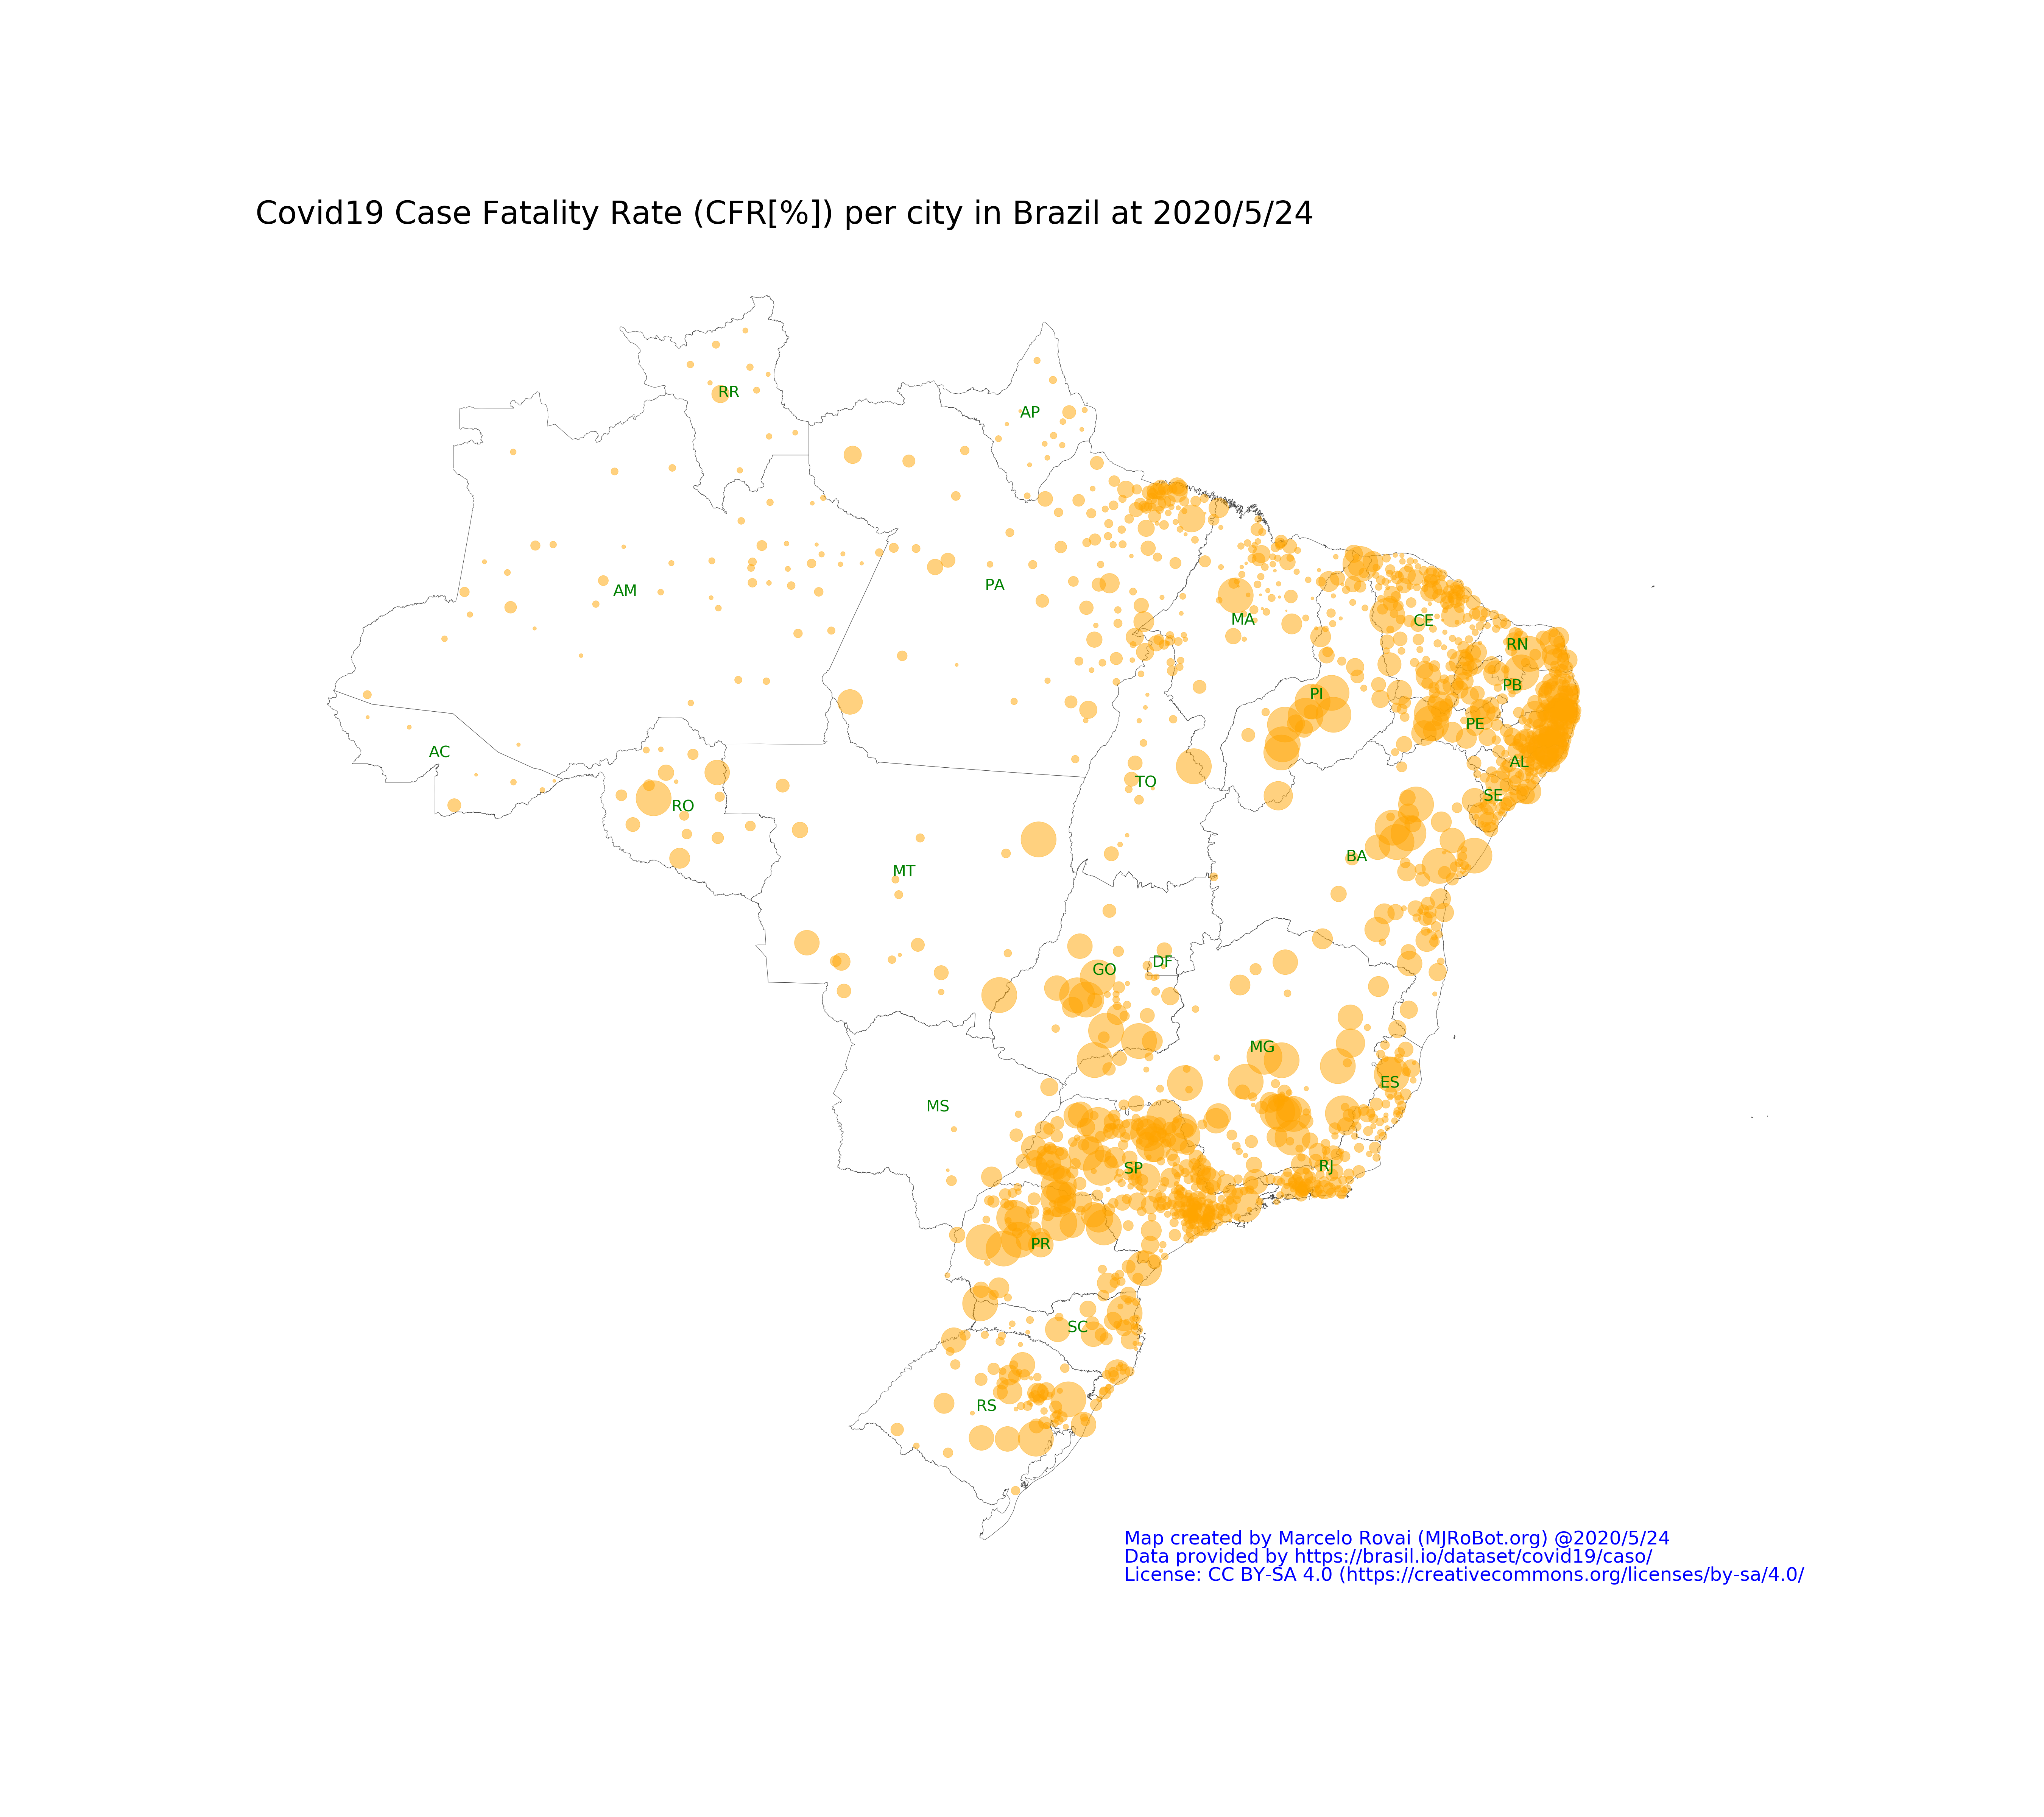 Covid19 Case Fatality Rate (CFR[%]) per city in Brazil at 2020/5/24
RR
AP
AM
PA
MA
CE
RN
PB
PI
PE
AC
AL
TO
SE
RO
BA
MT
DF
GO
MG
ES
MS
RJ
SP
PR
SC
RS
Map created by Marcelo Rovai (MJRoBot.org) @2020/5/24
Data provided by https://brasil.io/dataset/covid19/caso/
License: CC BY-SA 4.0 (https://creativecommons.org/licenses/by-sa/4.0/